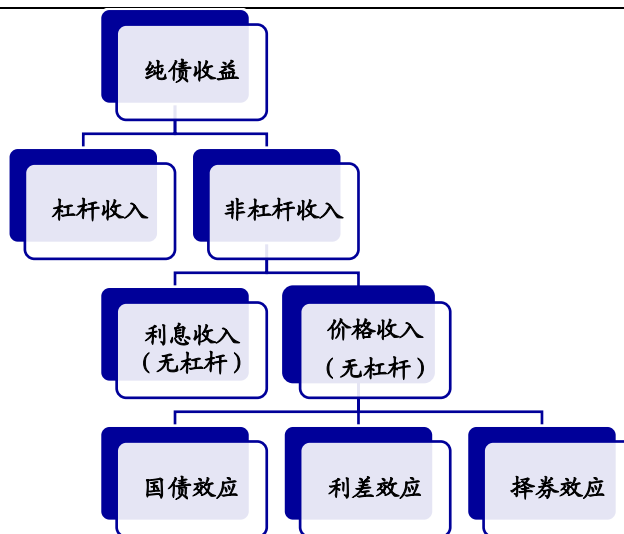 纯债收益
杠杆收入
非杠杆收入
利息收入
（无杠杆）
价格收入
（无杠杆）
国债效应
利差效应
择券效应